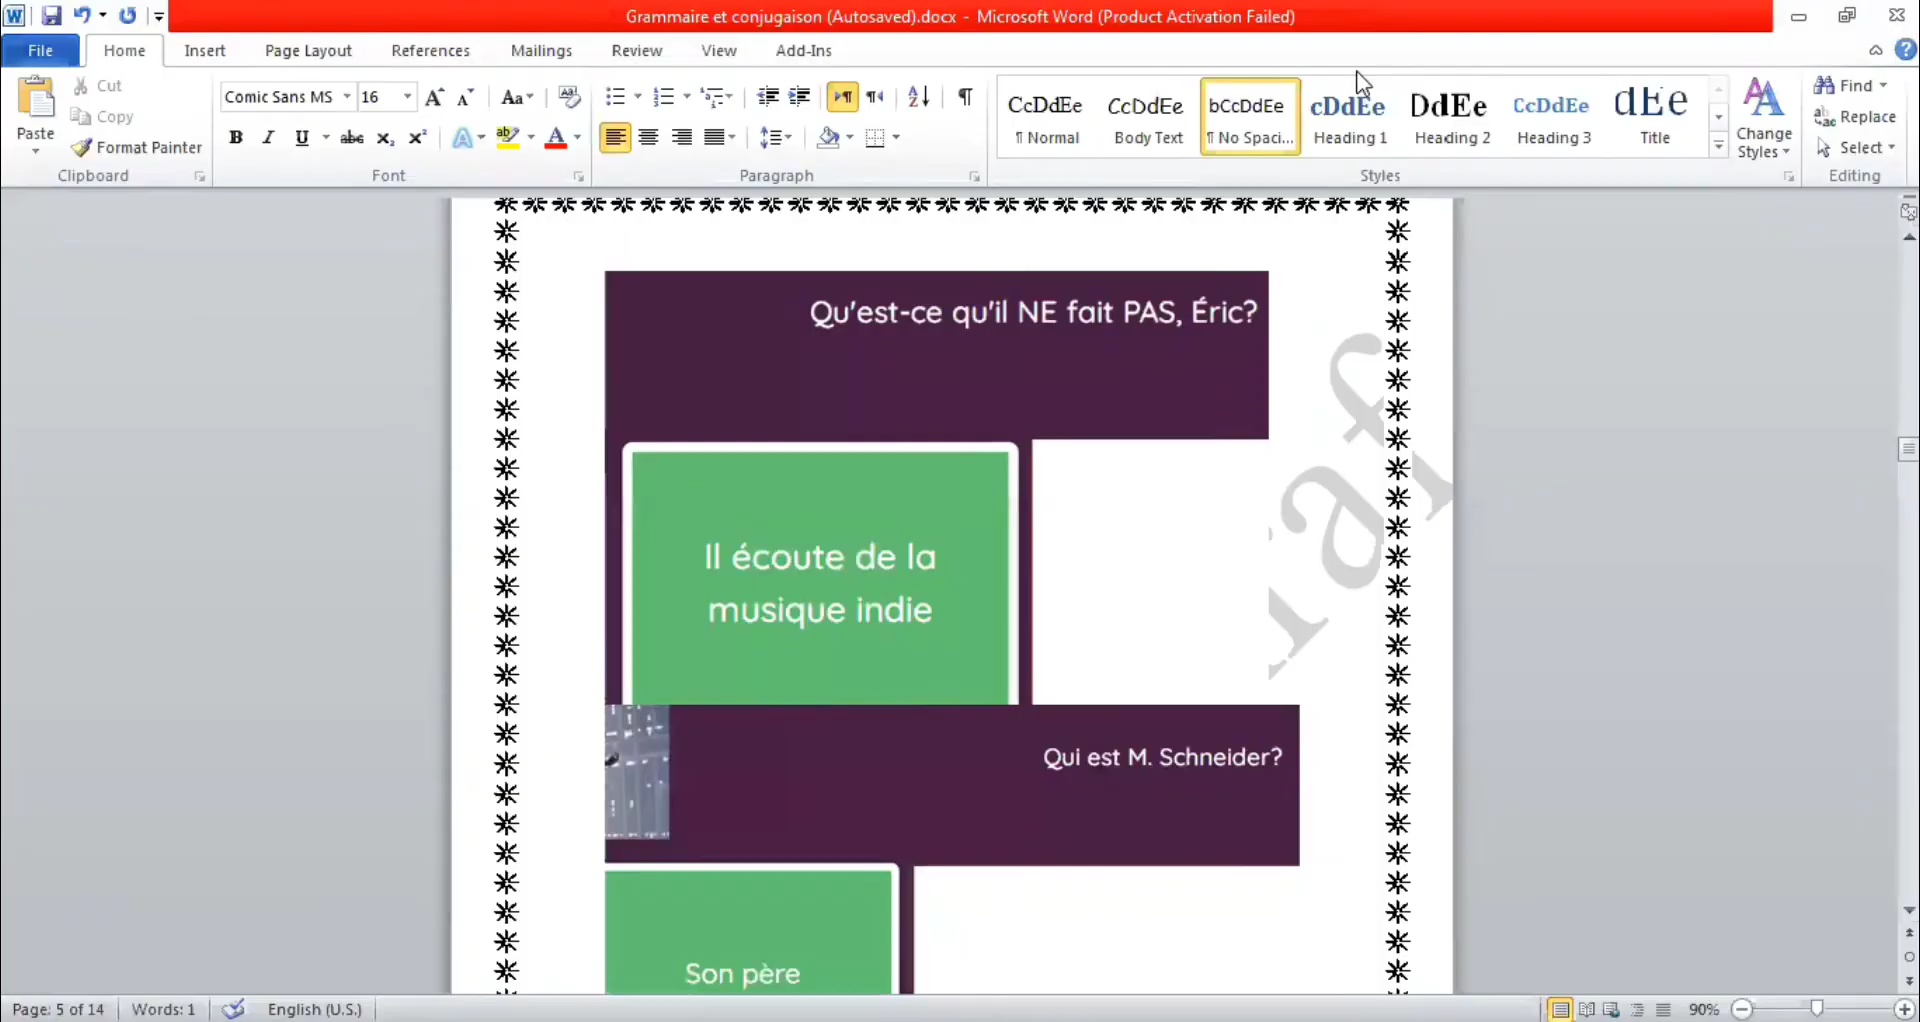 Grammaire et conjugaison (Autosaved).docx - Microsoft Word (Product Activation Failed)
File Home Insert Page Layout References Mailings Review View Add-Ins
Paste
Cut
Copy
Format Painter
Clipboard
Comic Sans MS 16
Font
Paragraph
CcDdEe CcDdEe bCcDdEe cDdEe DdEe CcDdEe dEe
¶ Normal Body Text ¶ No Spaci... Heading 1 Heading 2 Heading 3 Title
Styles
Change Styles
Find
Replace
Select
Editing
Qu'est-ce qu'il NE fait PAS, Éric?
Il écoute de la
musique indie
Qui est M. Schneider?
Son père
Page: 5 of 14 Words: 1 English (U.S.) 90%